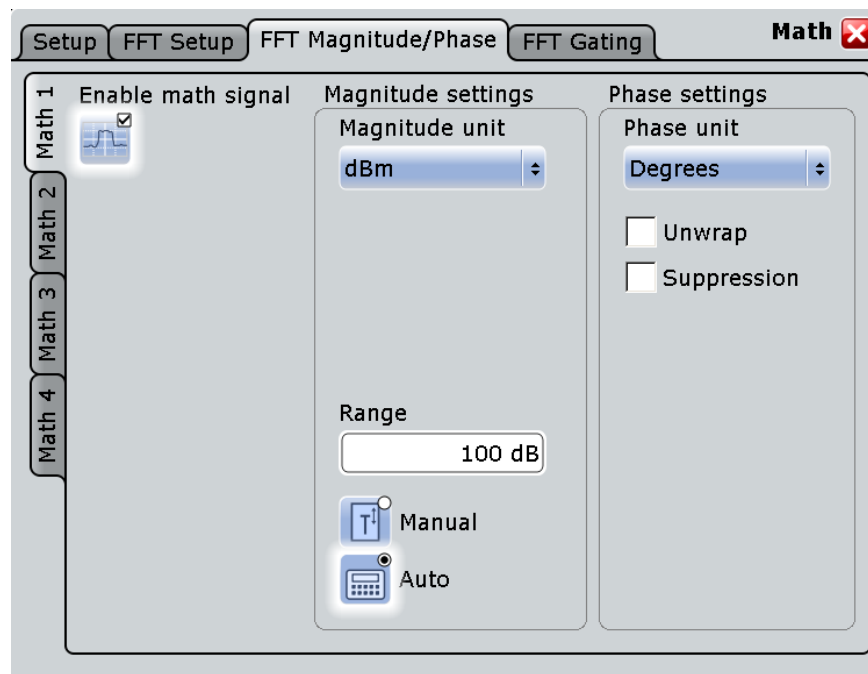 Math
Setup
FFT Setup
FFT Magnitude/Phase
FFT Gating
Math 1
Math 2
Math 3
Math 4
Enable math signal
Magnitude settings
Magnitude unit
dBm
Range
100 dB
T
Manual
Auto
Phase settings
Phase unit
Degrees
Unwrap
Suppression